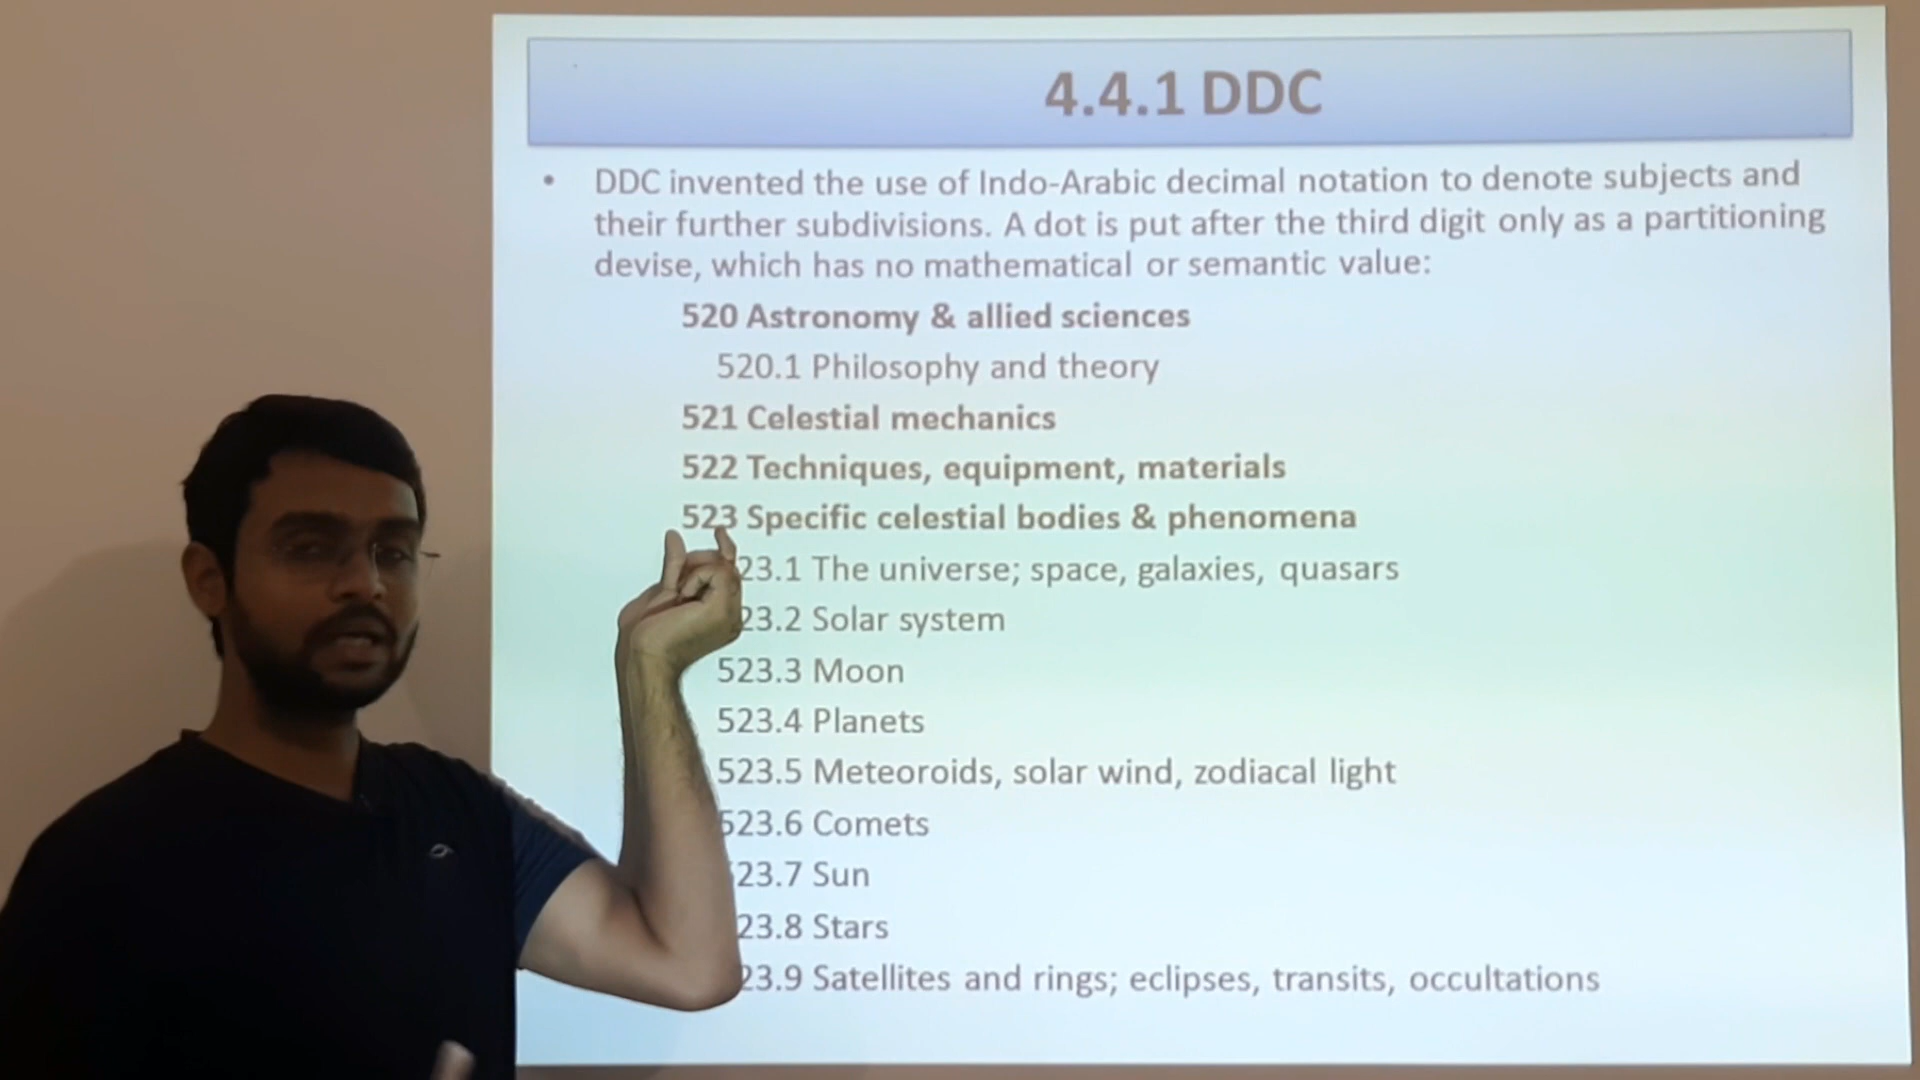 4.4.1 DDC
• DDC invented the use of Indo-Arabic decimal notation to denote subjects and
their further subdivisions. A dot is put after the third digit only as a partitioning
devise, which has no mathematical or semantic value:
520 Astronomy & allied sciences
520.1 Philosophy and theory
521 Celestial mechanics
522 Techniques, equipment, materials
523 Specific celestial bodies & phenomena
23.1 The universe; space, galaxies, quasars
23.2 Solar system
523.3 Moon
523.4 Planets
523.5 Meteoroids, solar wind, zodiacal light
523.6 Comets
23.7 Sun
23.8 Stars
23.9 Satellites and rings; eclipses, transits, occultations